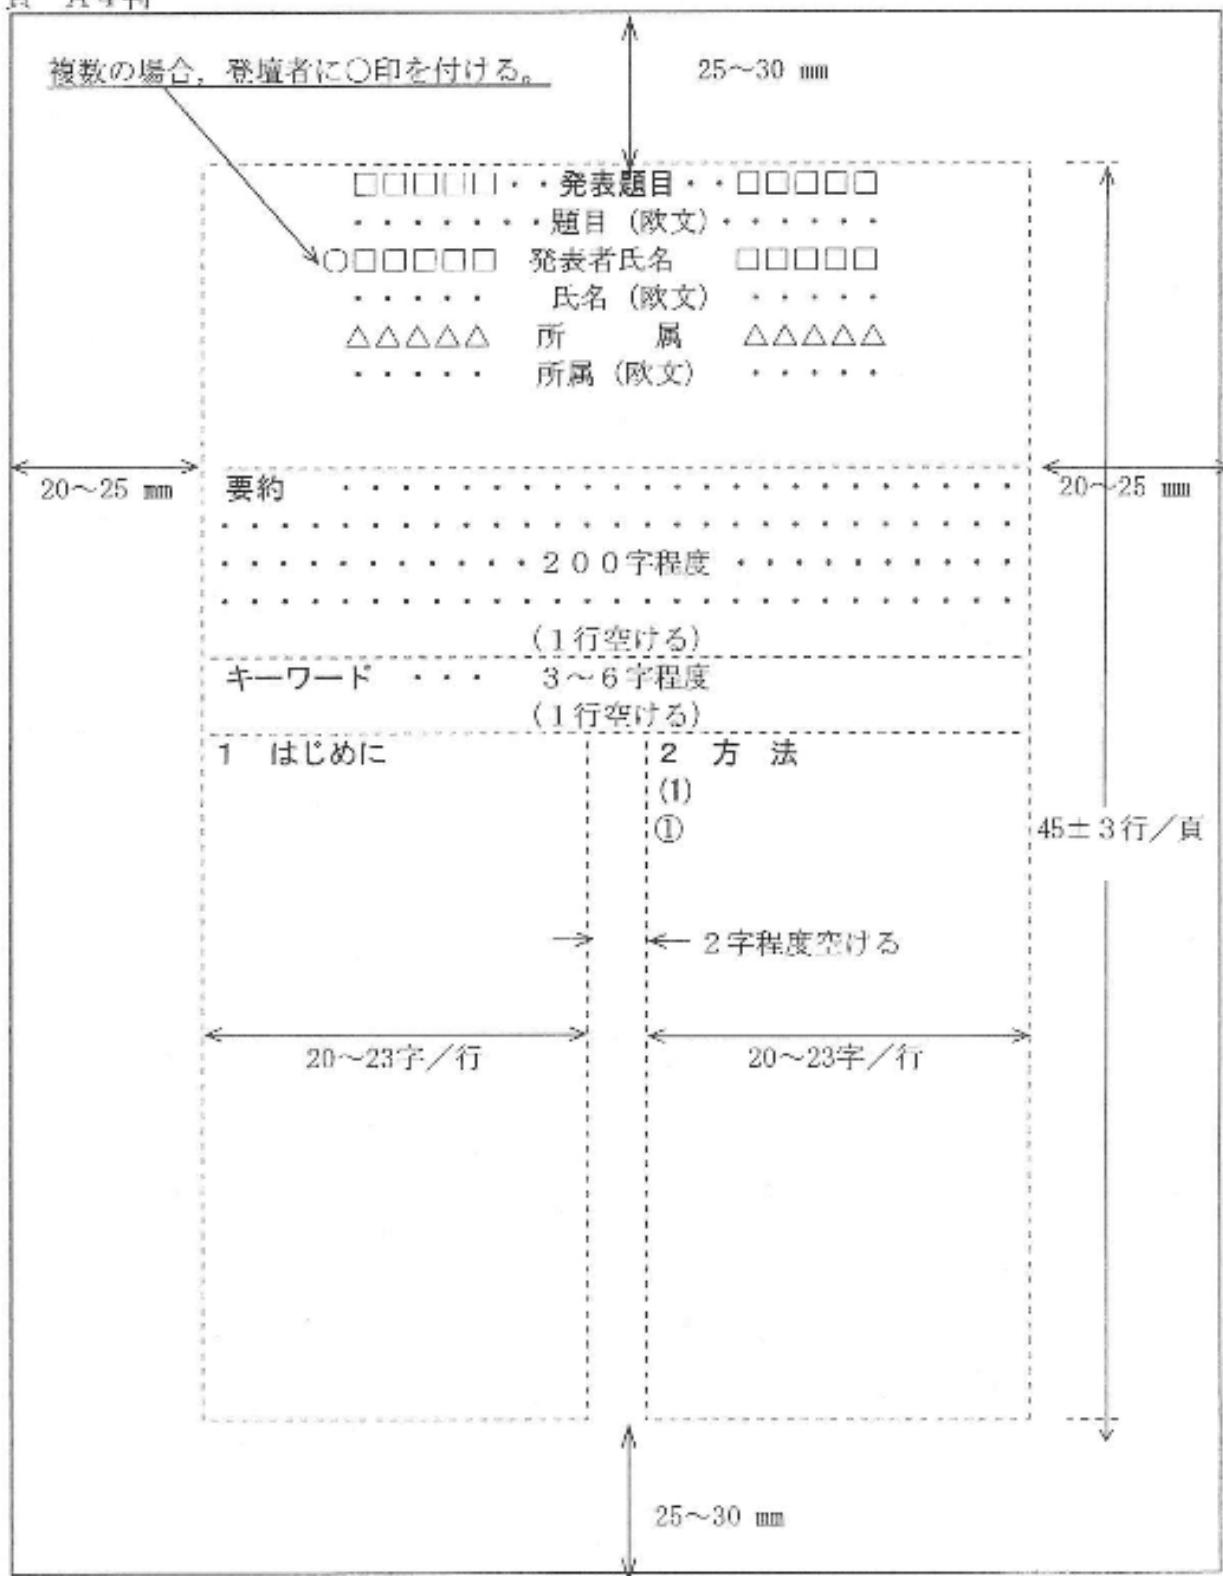 複数の場合，登壇者に○印を付ける。
25～30 mm
□□□□□・・発表題目・・□□□□□
・・・・・・・題目（欧文）・・・・・・
○□□□□□　発表者氏名　□□□□□
・・・・・　氏名（欧文）　・・・・・
△△△△△　所　　属　△△△△△
・・・・・　所属（欧文）　・・・・・
20～25 mm
20～25 mm
要約　・・・・・・・・・・・・・・・・・・・・・・・
・・・・・・・・・・・・・・・・・・・・・・・・・・・
・・・・・・・・・・・２００字程度・・・・・・・・・・
・・・・・・・・・・・・・・・・・・・・・・・・・・・
（１行空ける）
キーワード　・・・　３～６字程度
（１行空ける）
1　はじめに
2　方　法
(1)
①
45±３行／頁
２字程度空ける
20～23字／行
20～23字／行
25～30 mm